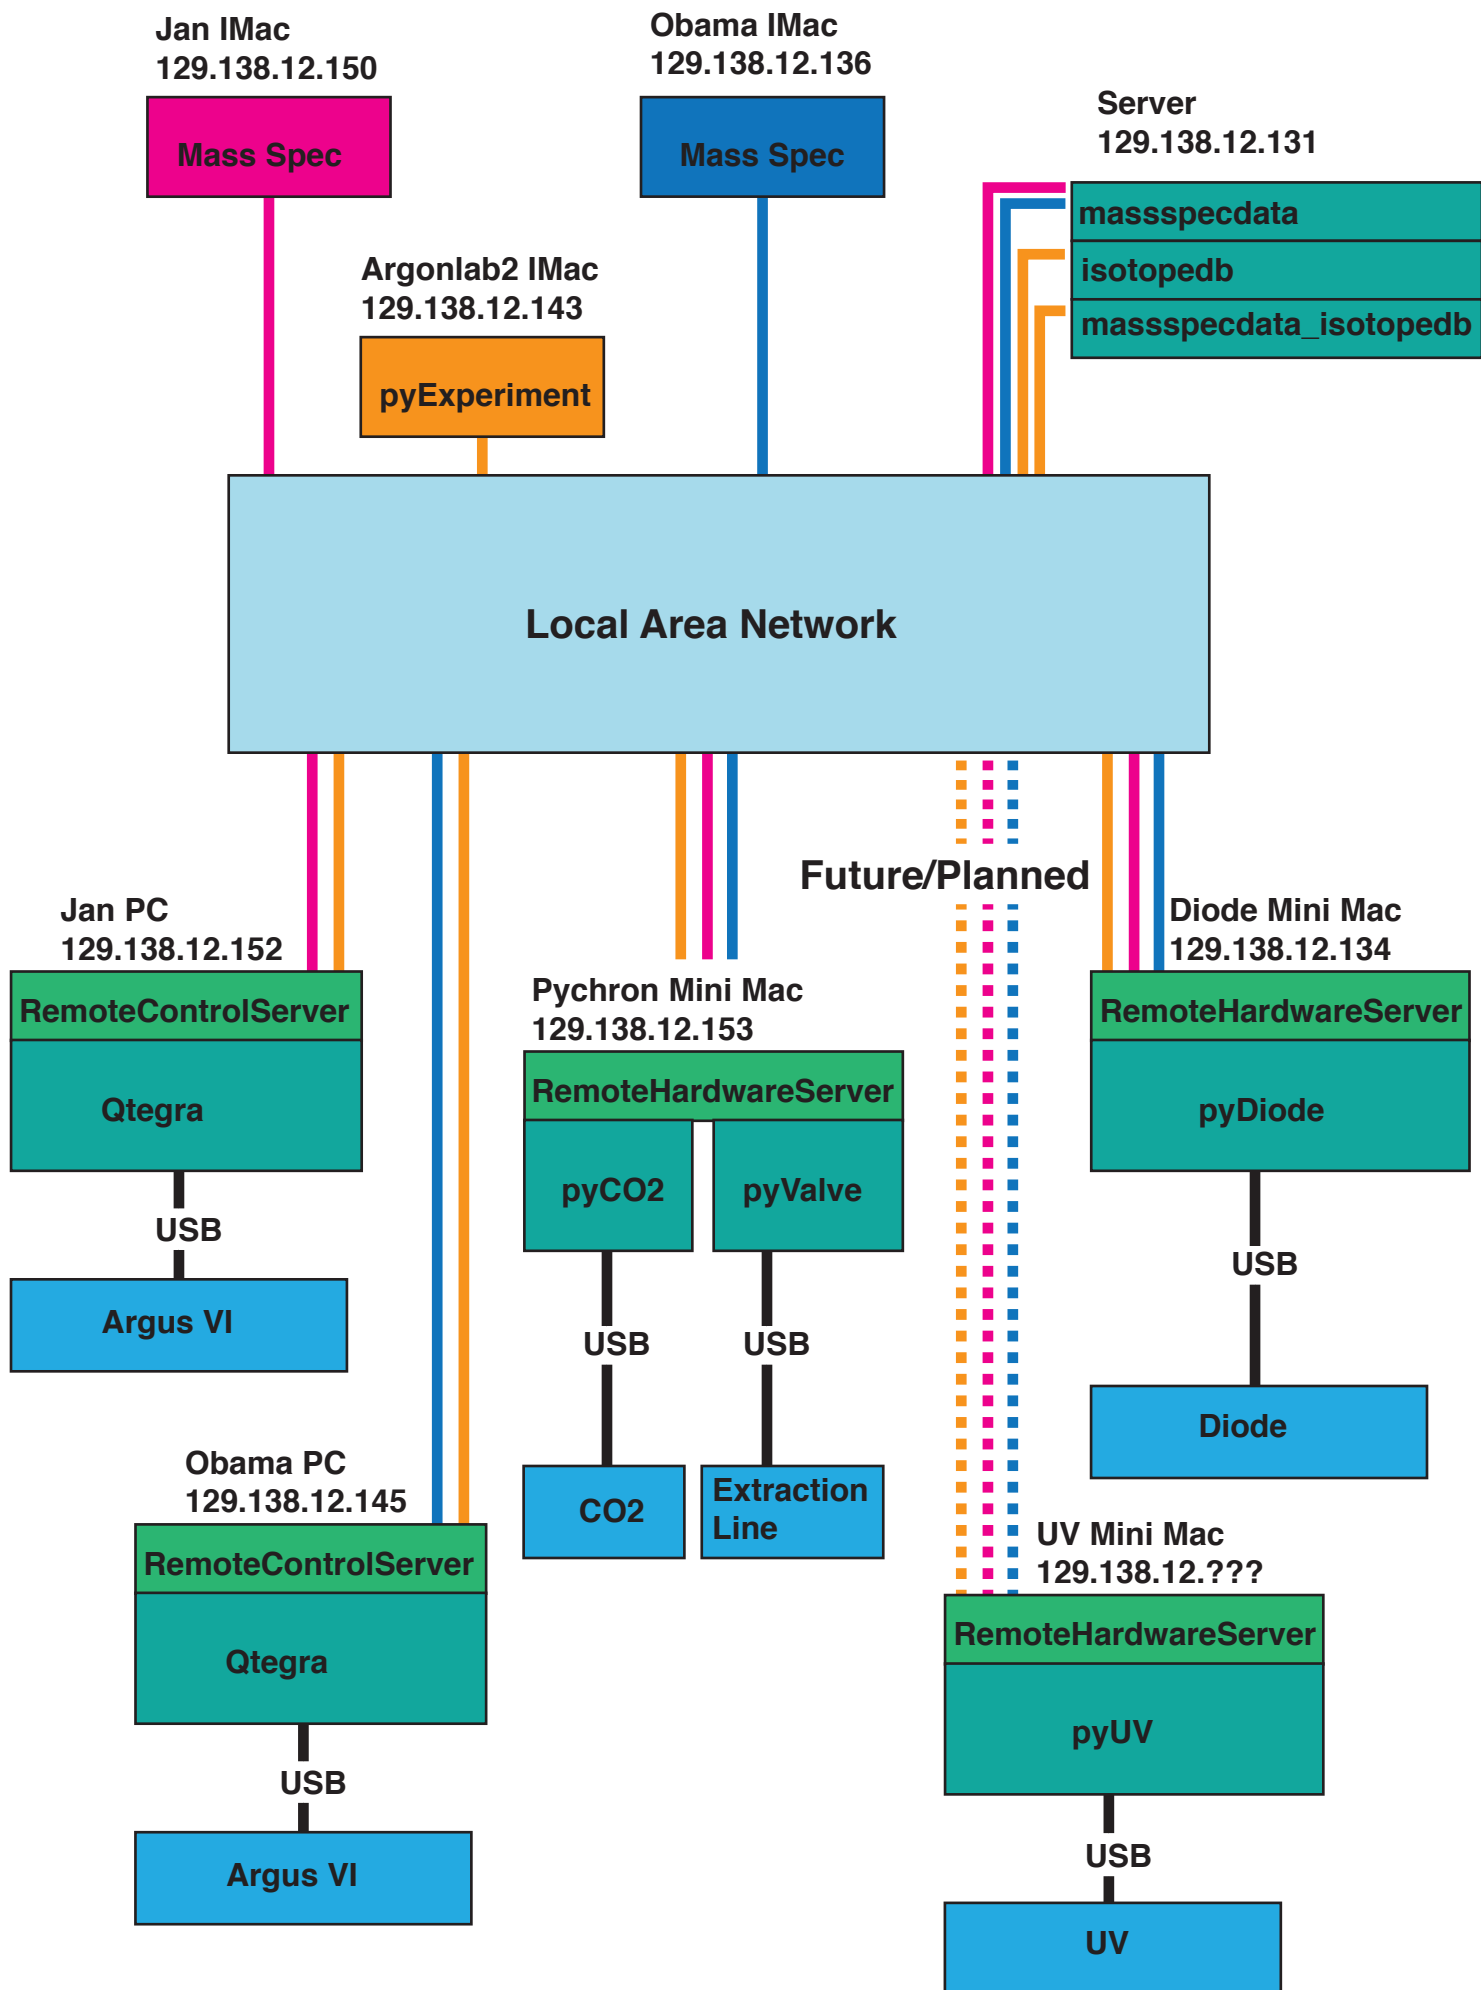 Jan IMac
129.138.12.150
Mass Spec
Obama IMac
129.138.12.136
Mass Spec
Server
129.138.12.131
massspecdata
isotopedb
massspecdata_isotopedb
Argonlab2 IMac
129.138.12.143
pyExperiment
Local Area Network
Future/Planned
Jan PC
129.138.12.152
RemoteControlServer
Qtegra
USB
Argus VI
Obama PC
129.138.12.145
RemoteControlServer
Qtegra
USB
Argus VI
Pychron Mini Mac
129.138.12.153
RemoteHardwareServer
pyCO2
pyValve
USB
USB
CO2
Extraction
Line
Diode Mini Mac
129.138.12.134
RemoteHardwareServer
pyDiode
USB
Diode
UV Mini Mac
129.138.12.???
RemoteHardwareServer
pyUV
USB
UV